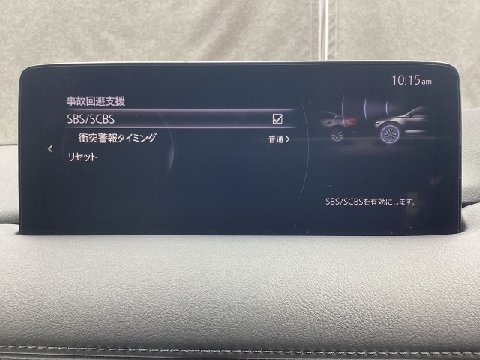 10:15am
事故回避支援
SBS/SCBS
衝突警報タイミング 普通
リセット
SBS/SCBSを有効にします。